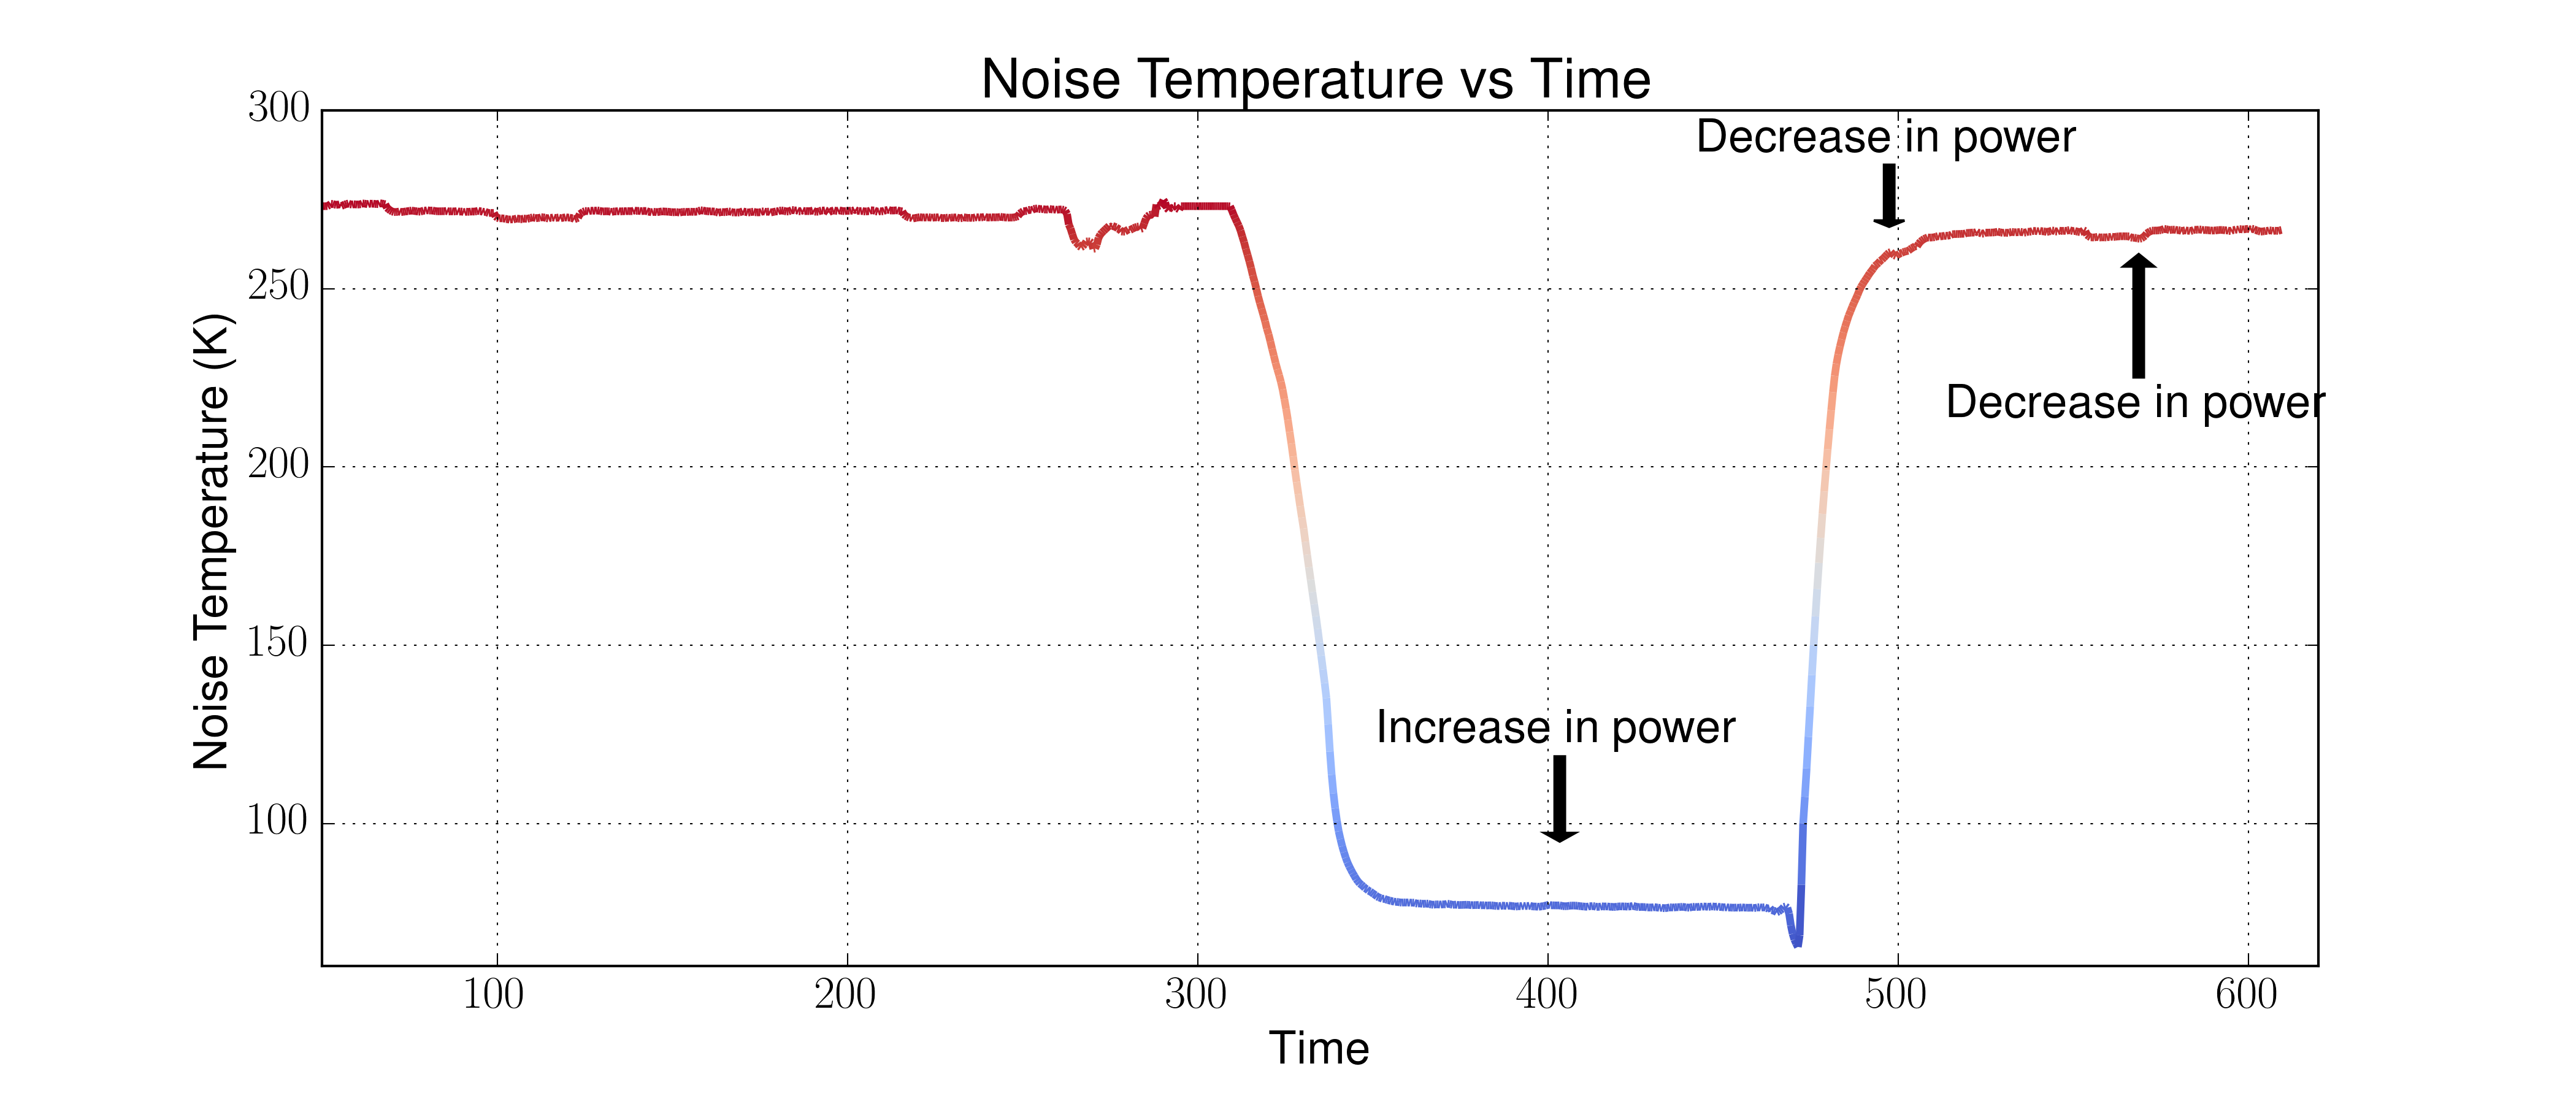 Noise Temperature vs Time
300
250
200
150
100
Noise Temperature (K)
Decrease in power
Decrease in power
Increase in power
100
200
300
400
500
600
Time